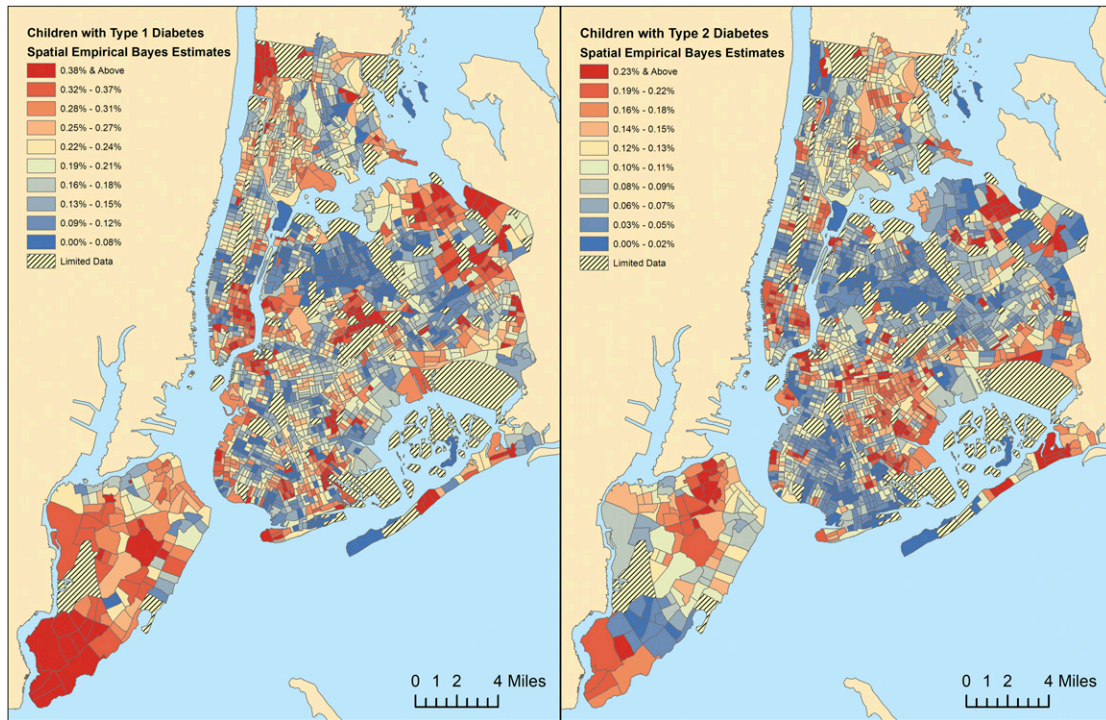 Children with Type 1 Diabetes
Spatial Empirical Bayes Estimates
0.38% & Above
0.32% - 0.37%
0.28% - 0.31%
0.25% - 0.27%
0.22% - 0.24%
0.19% - 0.21%
0.16% - 0.18%
0.13% - 0.15%
0.09% - 0.12%
0.00% - 0.08%
Limited Data
0 1 2 4 Miles
Children with Type 2 Diabetes
Spatial Empirical Bayes Estimates
0.23% & Above
0.19% - 0.22%
0.16% - 0.18%
0.14% - 0.15%
0.12% - 0.13%
0.10% - 0.11%
0.08% - 0.09%
0.06% - 0.07%
0.03% - 0.05%
0.00% - 0.02%
Limited Data
0 1 2 4 Miles